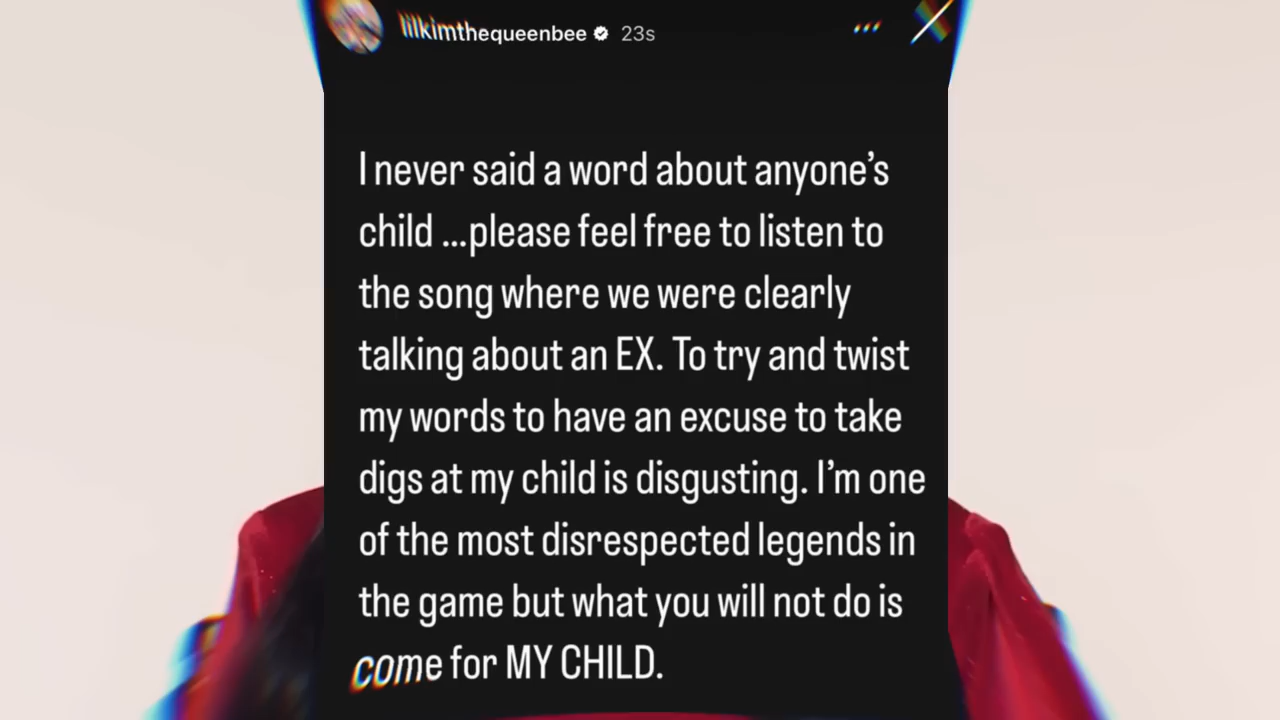 lilkimthequeenbee 23s
I never said a word about anyone's
child ...please feel free to listen to
the song where we were clearly
talking about an EX. To try and twist
my words to have an excuse to take
digs at my child is disgusting. I'm one
of the most disrespected legends in
the game but what you will not do is
come for MY CHILD.